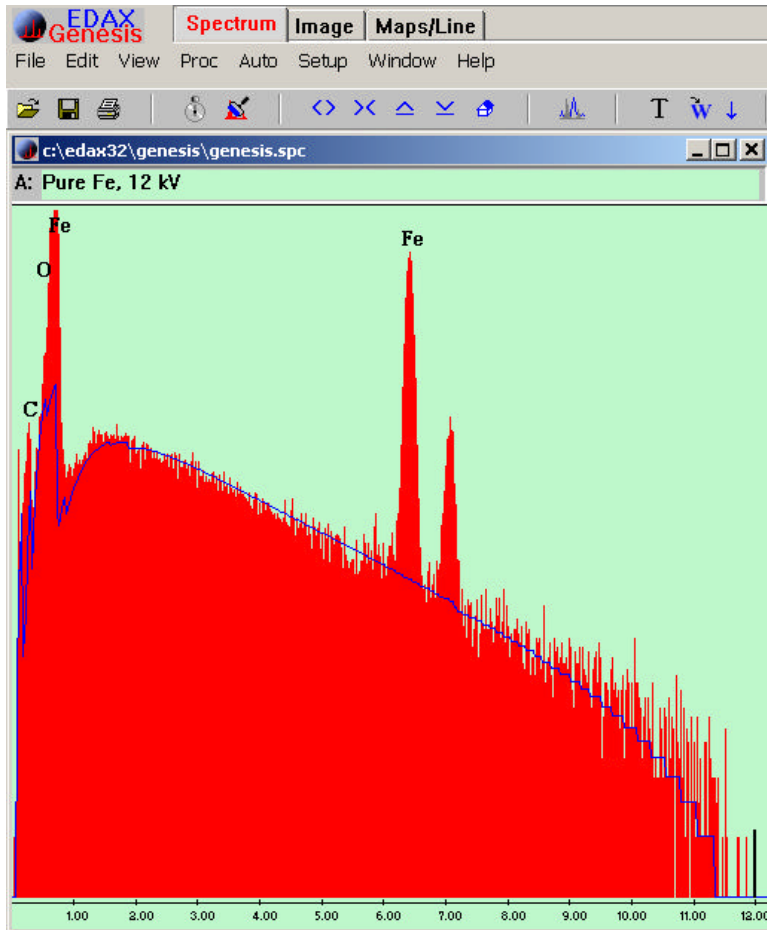 EDAX
Genesis
Spectrum Image Maps/Line
File Edit View Proc Auto Setup Window Help
T W
c:\edax32\genesis\genesis.spc
A: Pure Fe, 12 kV
Fe
Fe
O
C
1.00 2.00 3.00 4.00 5.00 6.00 7.00 8.00 9.00 10.00 11.00 12.00